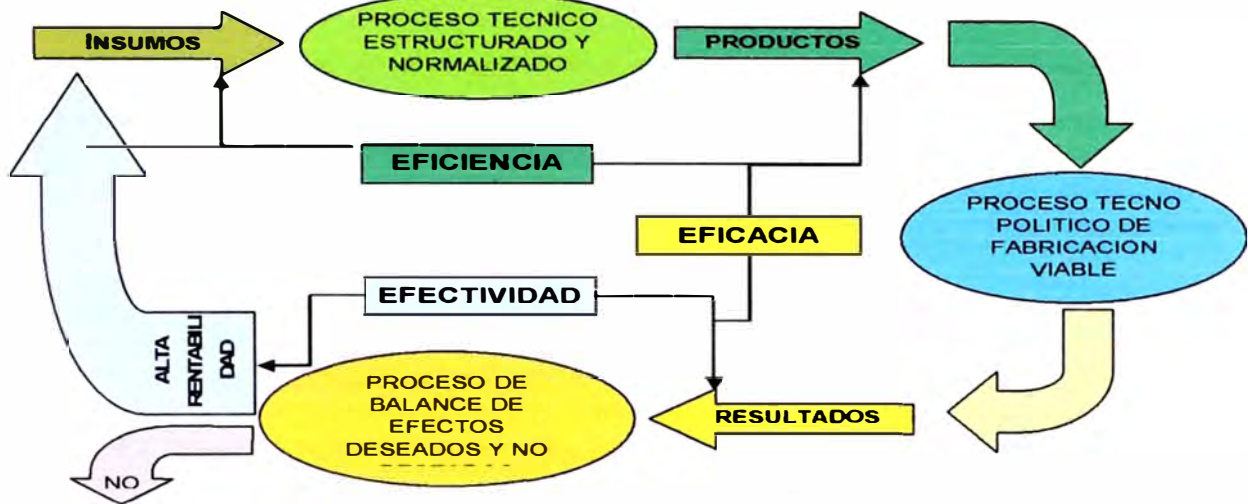 INSUMOS
PROCESO TECNICO
ESTRUCTURADO Y
NORMALIZADO
PRODUCTOS
EFICIENCIA
EFICACIA
PROCESO TECNO
POLITICO DE
FABRICACION
VIABLE
EFECTIVIDAD
ALTA
RENTABILI
DAD
PROCESO DE
BALANCE DE
EFECTOS
DESEADOS Y NO
RESULTADOS
NO